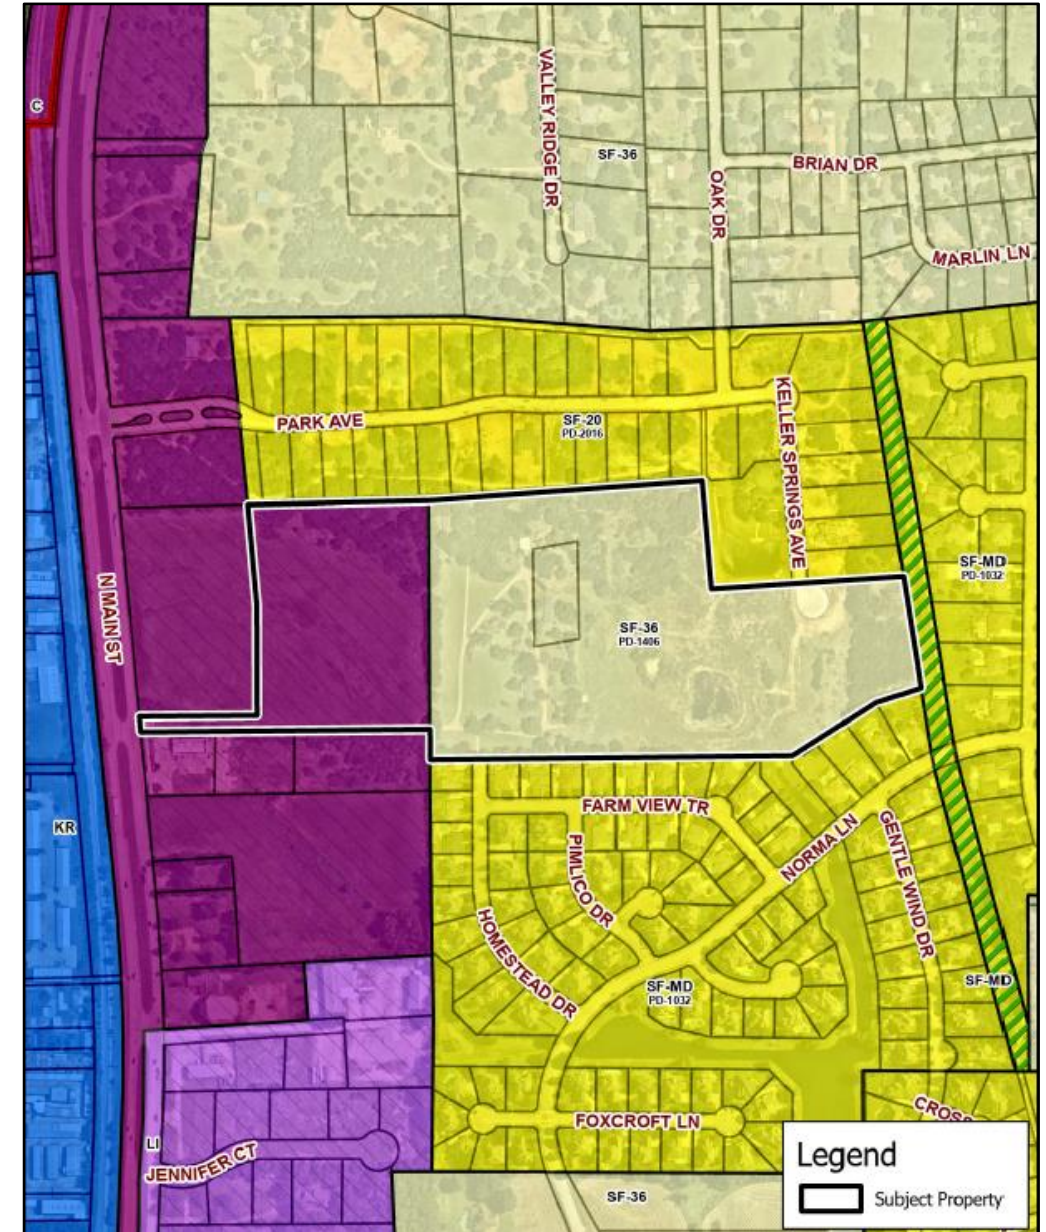 C
VALLEY RIDGE DR
SF-36
BRIAN DR
OAK DR
MARLIN LN
KELLER SPRINGS AVE
PARK AVE
SF-20
PD-2016
SF-MD
PD-1032
N MAIN ST
SF-36
PD-1406
KR
FARM VIEW TR
PIMLICO DR
NORMA LN
GENTLE WIND DR
HOMESTEAD DR
SF-MD
PD-1032
SF-MD
CROSS
FOXCROFT LN
LI
JENNIFER CT
SF-36
Legend
Subject Property